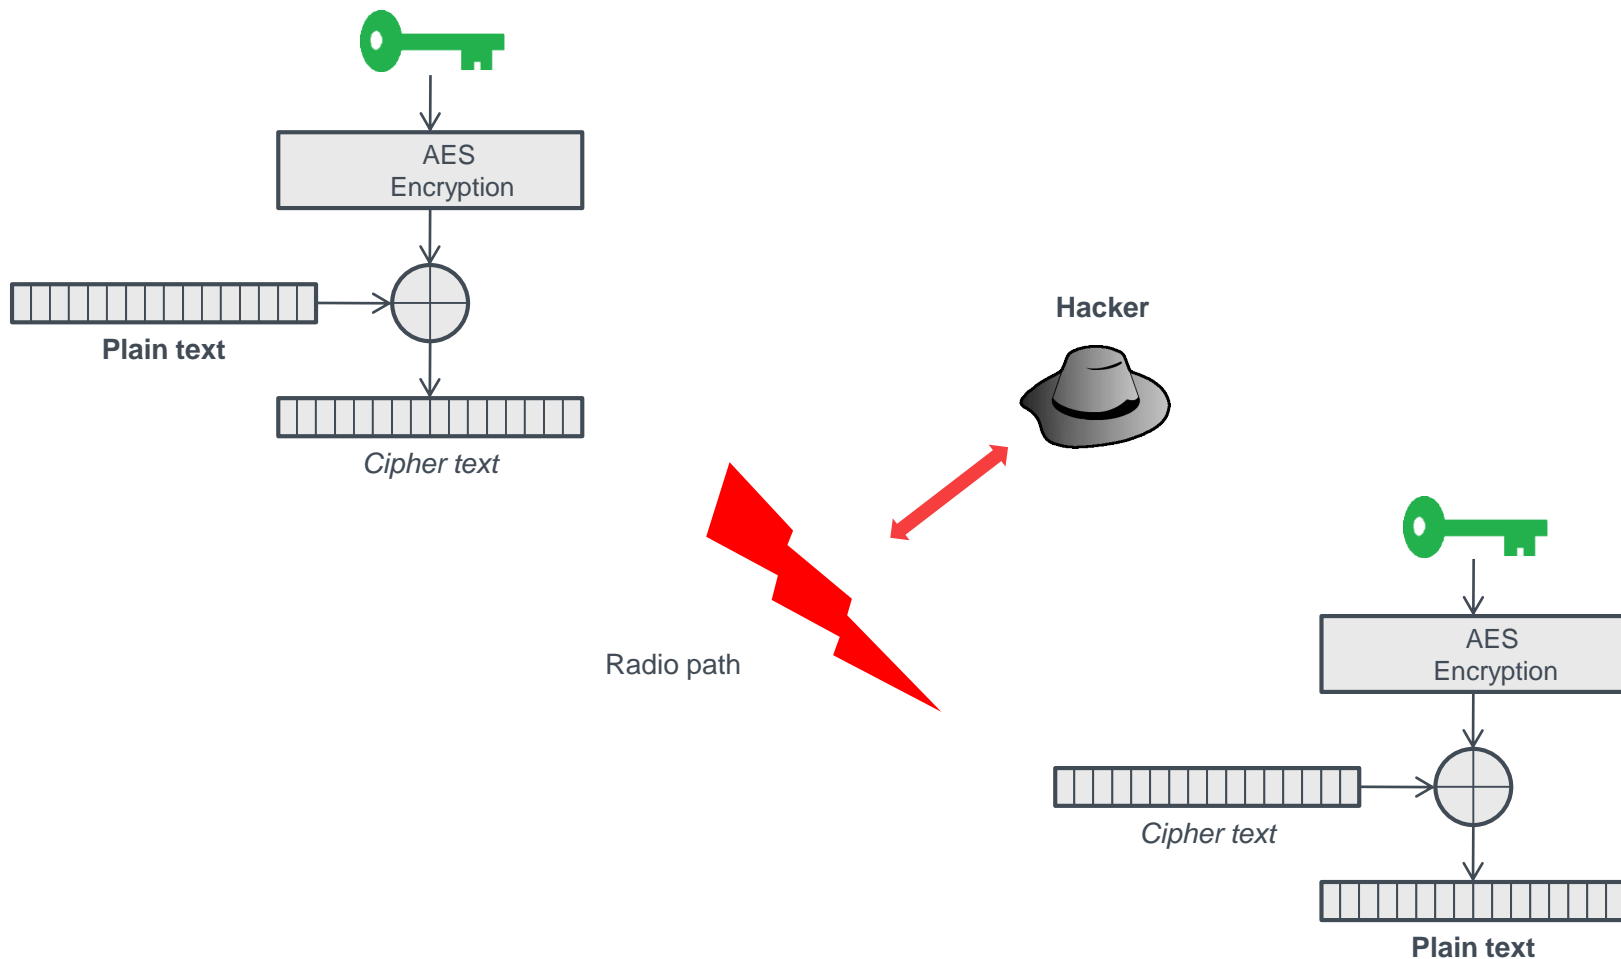 AES
Encryption
Plain text
Cipher text
Hacker
Radio path
AES
Encryption
Cipher text
Plain text